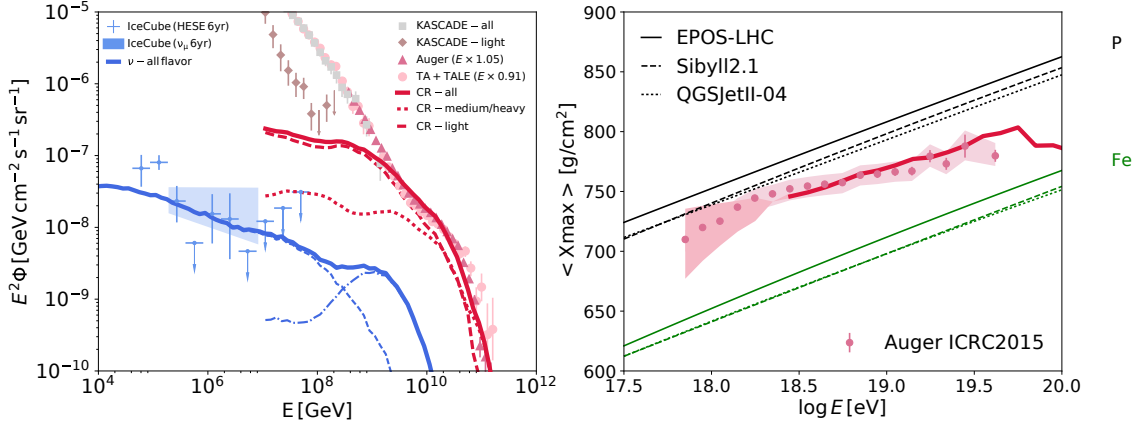 10⁻⁵
10⁻⁶
10⁻⁷
10⁻⁸
10⁻⁹
10⁻¹⁰
E²Φ [GeV cm⁻² s⁻¹ sr⁻¹]
IceCube (HESE 6yr)
IceCube (νμ 6yr)
ν − all flavor
KASCADE − all
KASCADE − light
Auger (E × 1.05)
TA + TALE (E × 0.91)
CR − all
CR − medium/heavy
CR − light
10⁴ 10⁶ 10⁸ 10¹⁰ 10¹²
E [GeV]
900
850
800
750
700
650
600
< Xmax > [g/cm²]
EPOS-LHC
Sibyll2.1
QGSJetII-04
Auger ICRC2015
17.5 18.0 18.5 19.0 19.5 20.0
log E [eV]
P
Fe